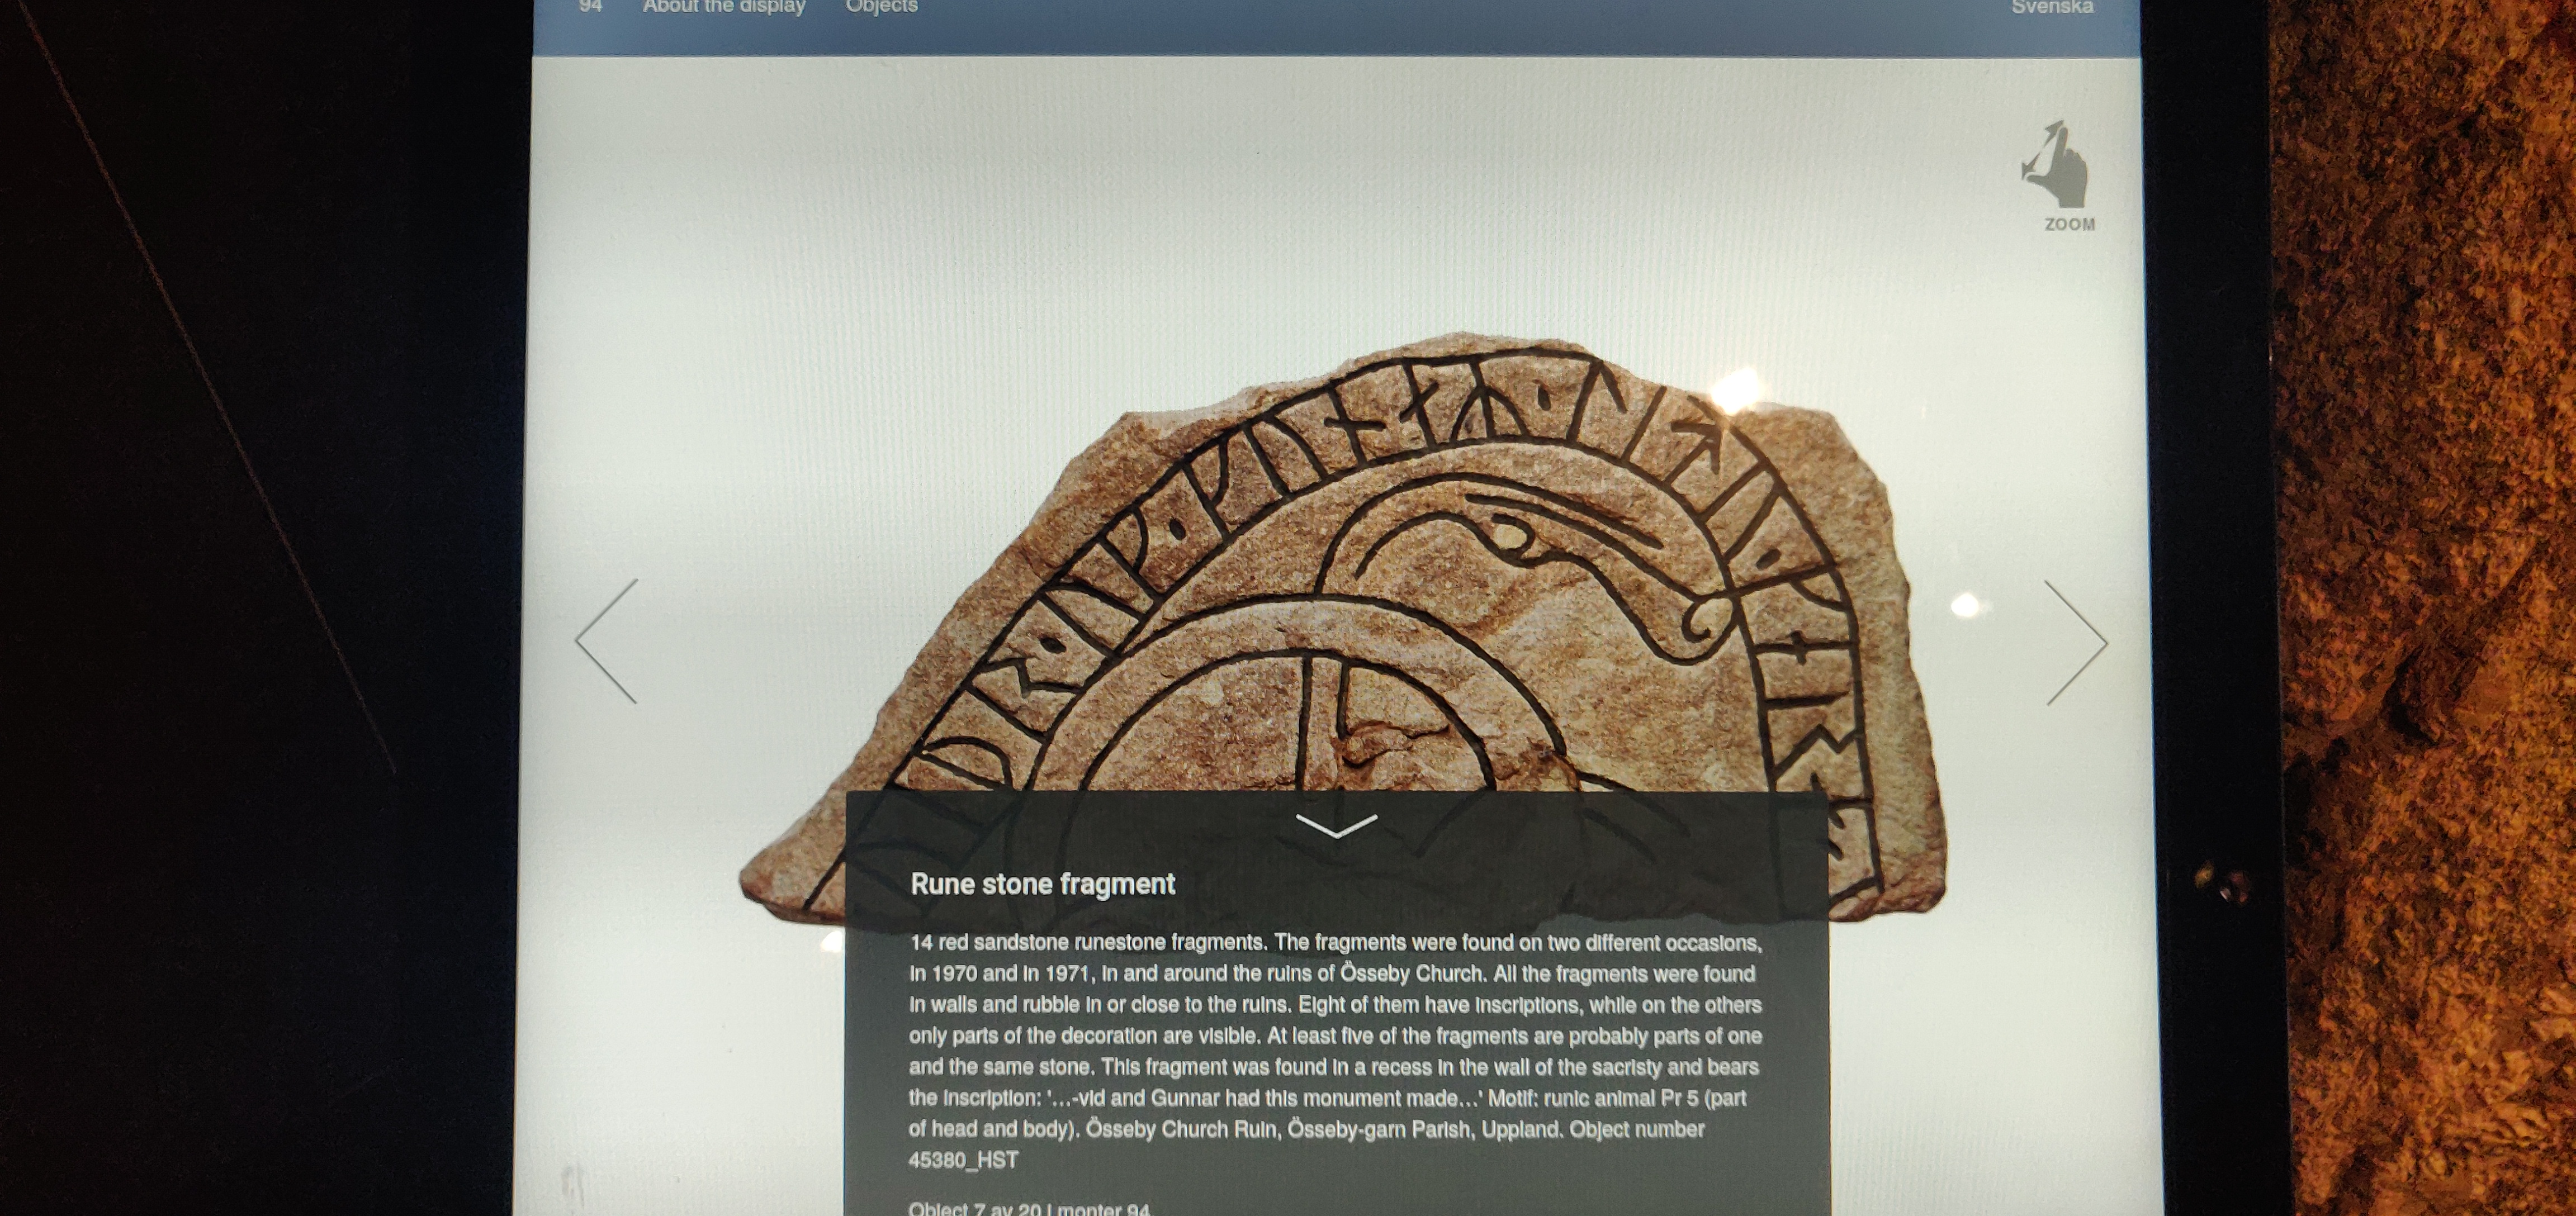 94 About the display Objects Svenska
ZOOM
Rune stone fragment
14 red sandstone runestone fragments. The fragments were found on two different occasions,
in 1970 and in 1971, in and around the ruins of Össeby Church. All the fragments were found
in walls and rubble in or close to the ruins. Eight of them have inscriptions, while on the others
only parts of the decoration are visible. At least five of the fragments are probably parts of one
and the same stone. This fragment was found in a recess in the wall of the sacristy and bears
the inscription: '...-vid and Gunnar had this monument made...' Motif: runic animal Pr 5 (part
of head and body). Össeby Church Ruin, Össeby-garn Parish, Uppland. Object number
45380_HST
Object 7 av 20 i monter 94